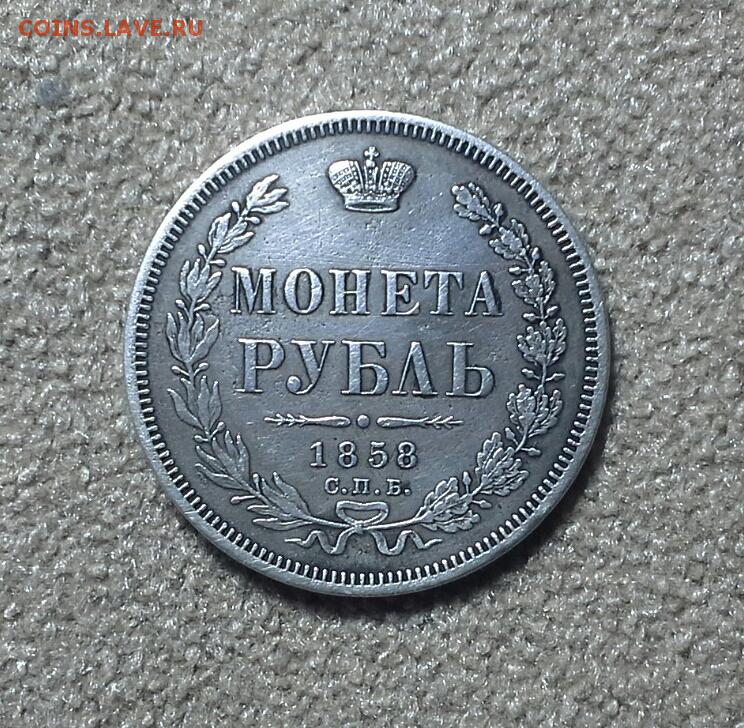 COINS.LAVE.RU
МОНЕТА
РУБЛЬ
1858
С.П.Б.